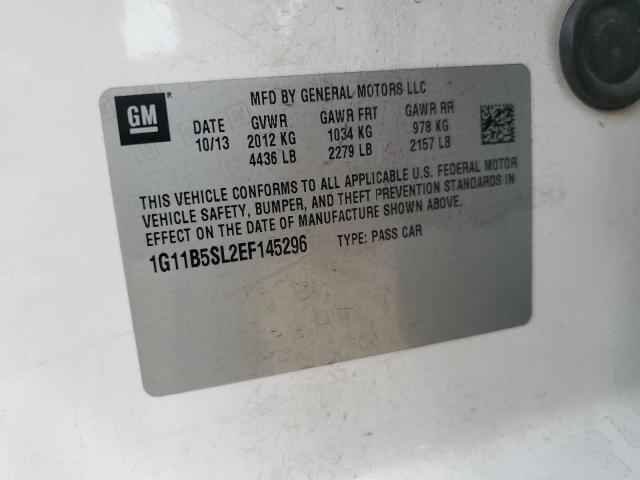 GM
®
MFD BY GENERAL MOTORS LLC
DATE GVWR GAWR FRT GAWR RR
10/13 2012 KG 1034 KG 978 KG
4436 LB 2279 LB 2157 LB
THIS VEHICLE CONFORMS TO ALL APPLICABLE U.S. FEDERAL MOTOR
VEHICLE SAFETY, BUMPER, AND THEFT PREVENTION STANDARDS IN
EFFECT ON THE DATE OF MANUFACTURE SHOWN ABOVE.
1G11B5SL2EF145296 TYPE: PASS CAR